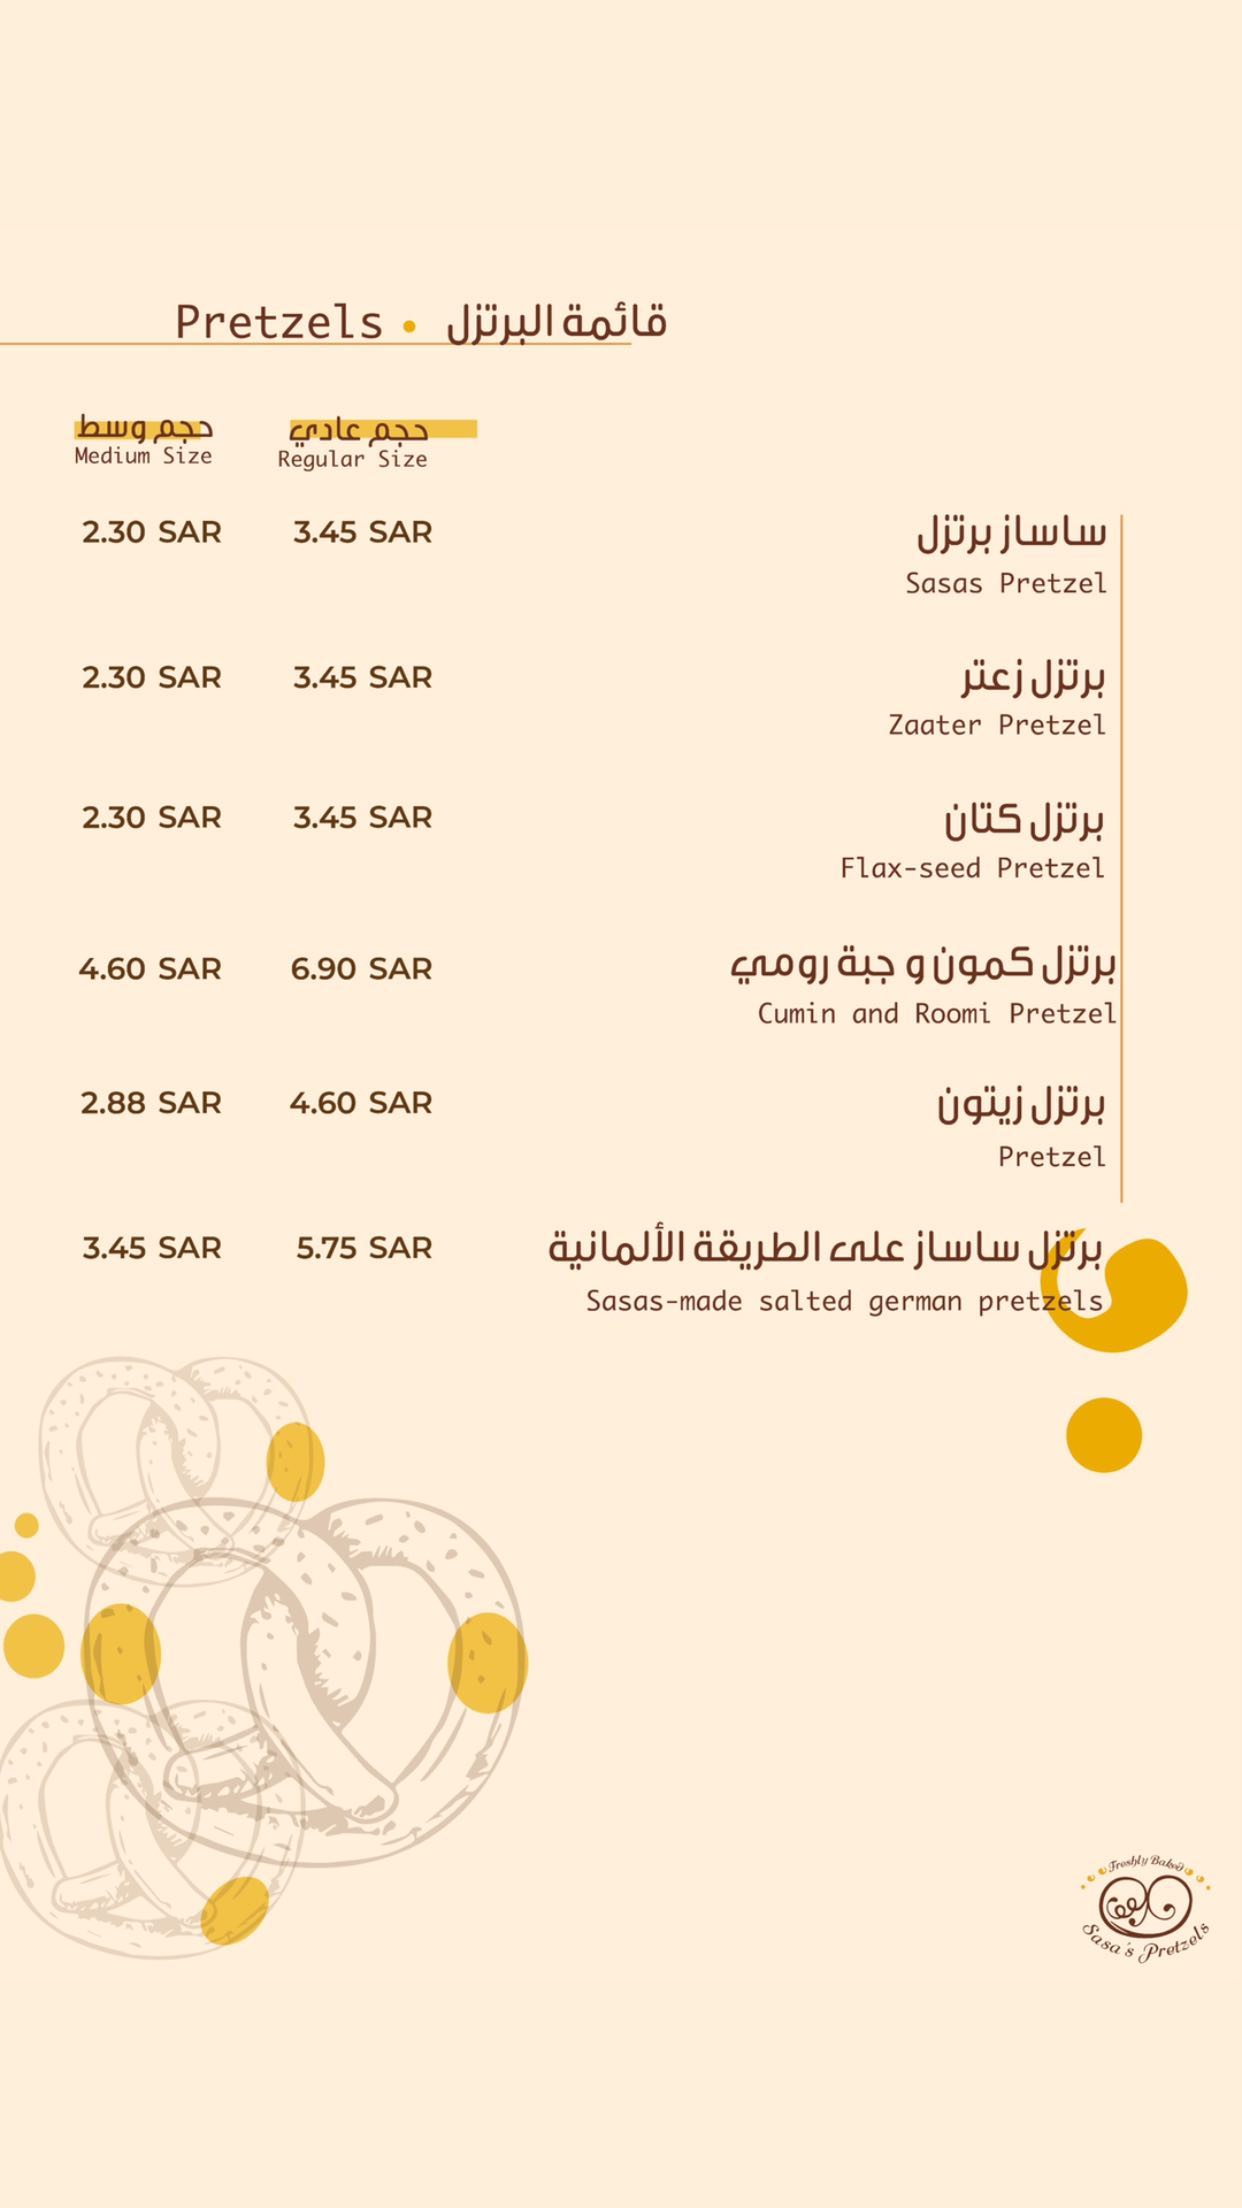 Pretzels • قائمة البرتزل
حجم وسط حجم عادي
Medium Size Regular Size
2.30 SAR 3.45 SAR ساساز برتزل
Sasas Pretzel
2.30 SAR 3.45 SAR برتزل زعتر
Zaater Pretzel
2.30 SAR 3.45 SAR برتزل كتان
Flax-seed Pretzel
4.60 SAR 6.90 SAR برتزل كمون و جبة رومي
Cumin and Roomi Pretzel
2.88 SAR 4.60 SAR برتزل زيتون
Pretzel
3.45 SAR 5.75 SAR برتزل ساساز على الطريقة الألمانية
Sasas-made salted german pretzels
Freshly Baked
Sasa's Pretzels